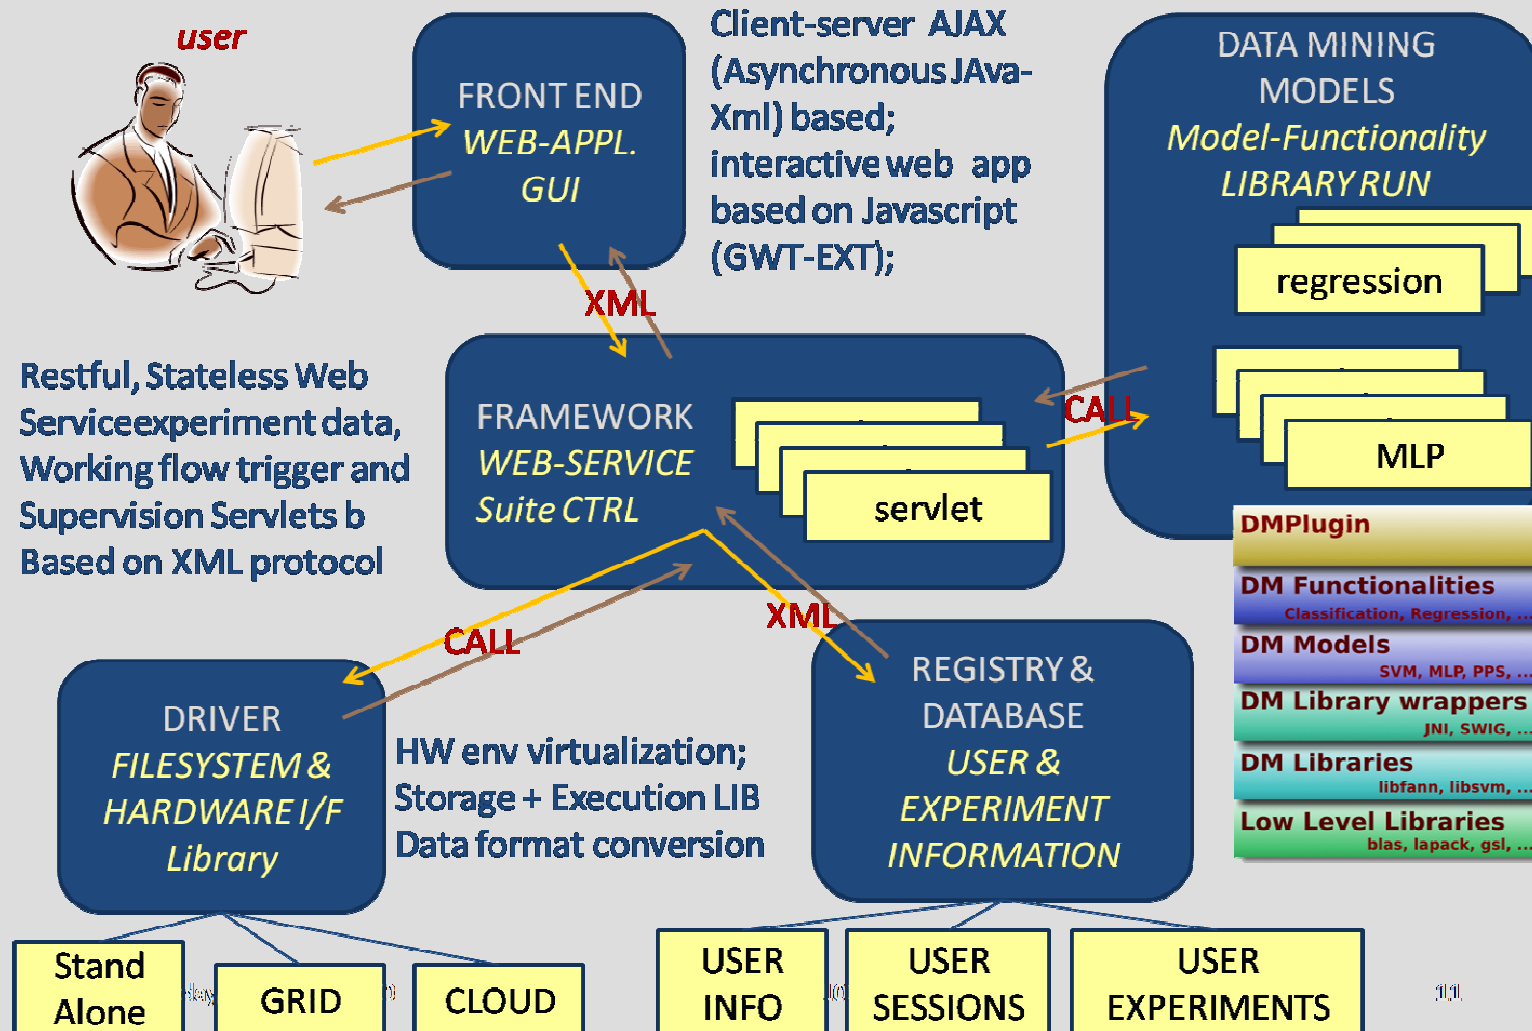 user
FRONT END
WEB-APPL.
GUI
Client-server AJAX
(Asynchronous JAva-
Xml) based;
interactive web app
based on Javascript
(GWT-EXT);
DATA MINING
MODELS
Model-Functionality
LIBRARY RUN
regression
MLP
XML
CALL
Restful, Stateless Web
Serviceexperiment data,
Working flow trigger and
Supervision Servlets b
Based on XML protocol
FRAMEWORK
WEB-SERVICE
Suite CTRL
servlet
DMPlugin
DM Functionalities
Classification, Regression, ...
DM Models
SVM, MLP, PPS, ...
DM Library wrappers
JNI, SWIG, ...
DM Libraries
libfann, libsvm, ...
Low Level Libraries
blas, lapack, gsl, ...
CALL
XML
DRIVER
FILESYSTEM &
HARDWARE I/F
Library
HW env virtualization;
Storage + Execution LIB
Data format conversion
REGISTRY &
DATABASE
USER &
EXPERIMENT
INFORMATION
Stand
Alone
GRID
CLOUD
USER
INFO
USER
SESSIONS
USER
EXPERIMENTS
11